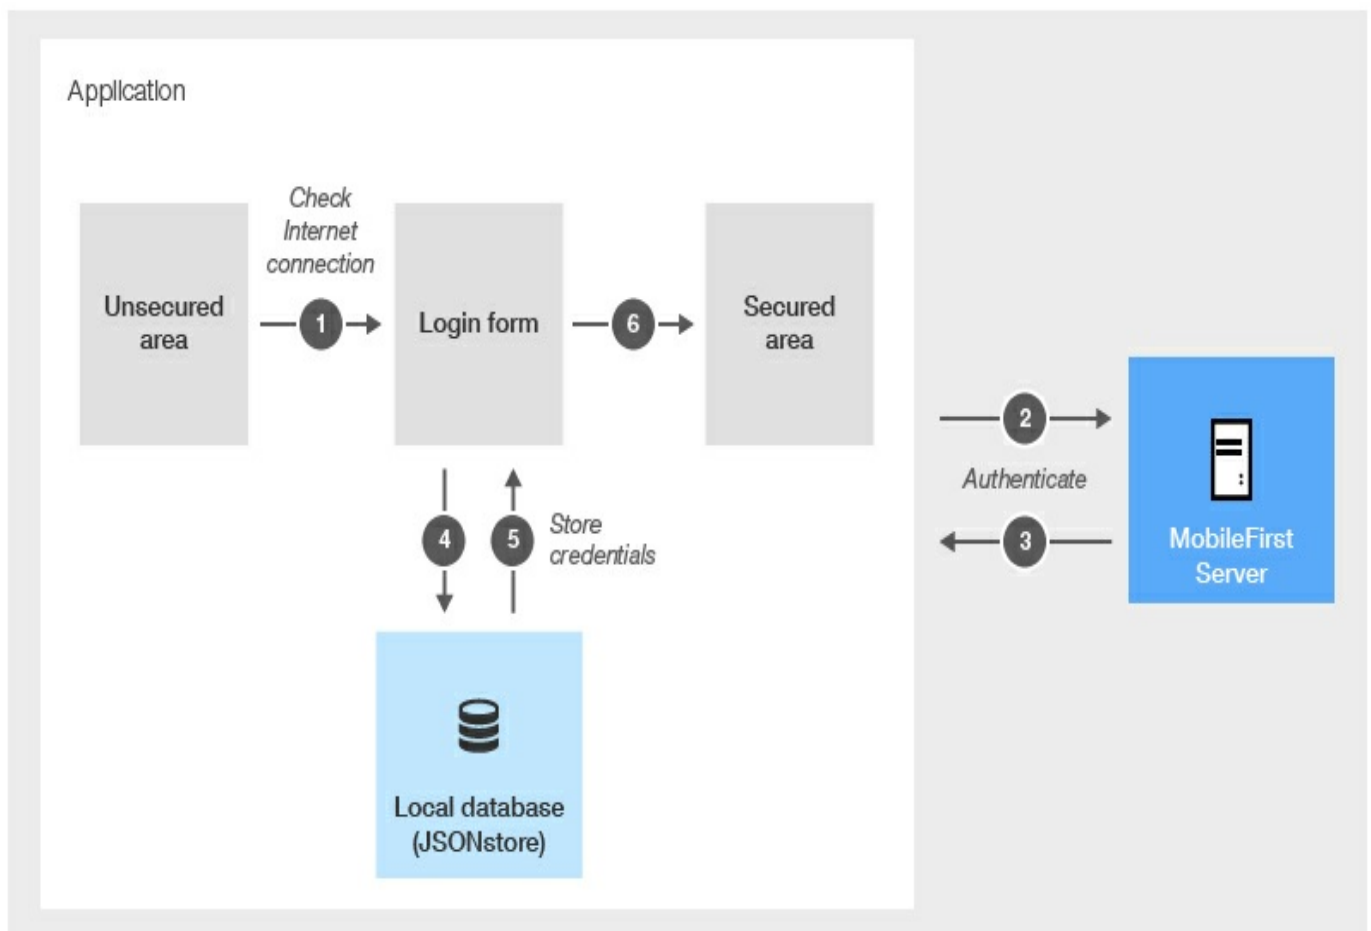 Application
Check
Internet
connection
Unsecured
area
1
Login form
6
Secured
area
2
Authenticate
3
MobileFirst
Server
4
5
Store
credentials
Local database
(JSONstore)